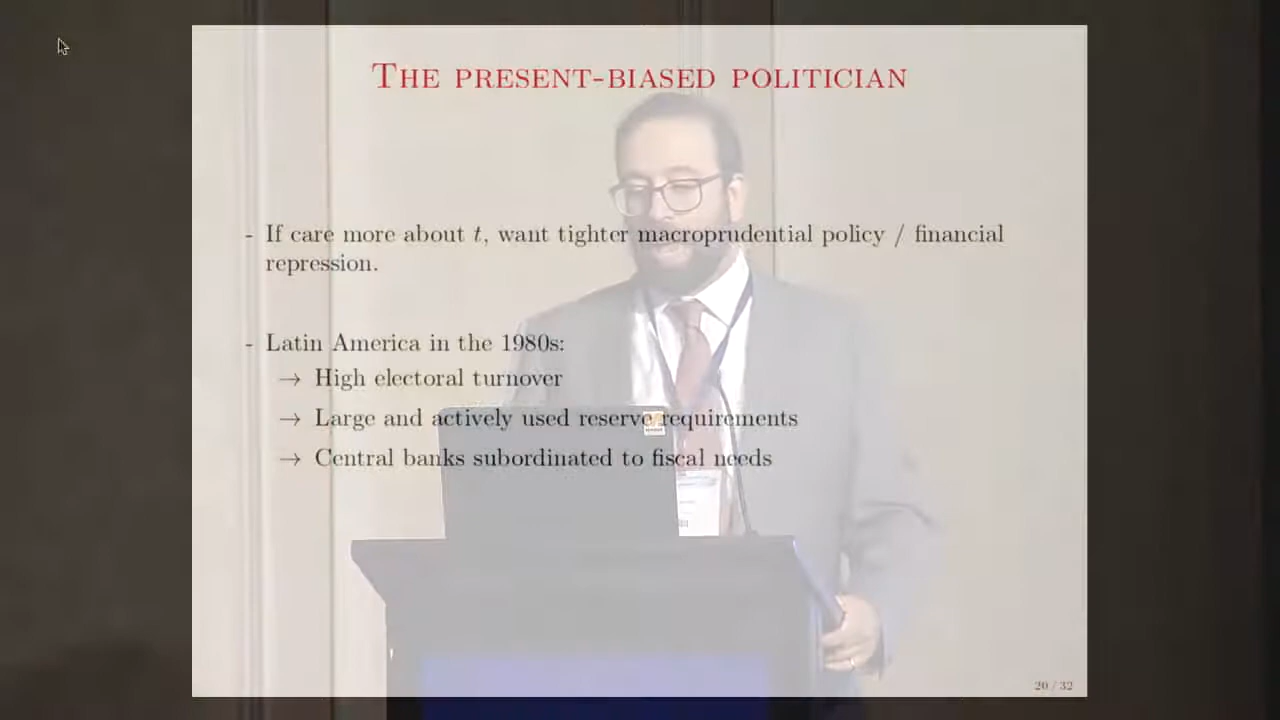 The present-biased politician
- If care more about t, want tighter macroprudential policy / financial
repression.
- Latin America in the 1980s:
→ High electoral turnover
→ Large and actively used reserve requirements
→ Central banks subordinated to fiscal needs
20 / 32